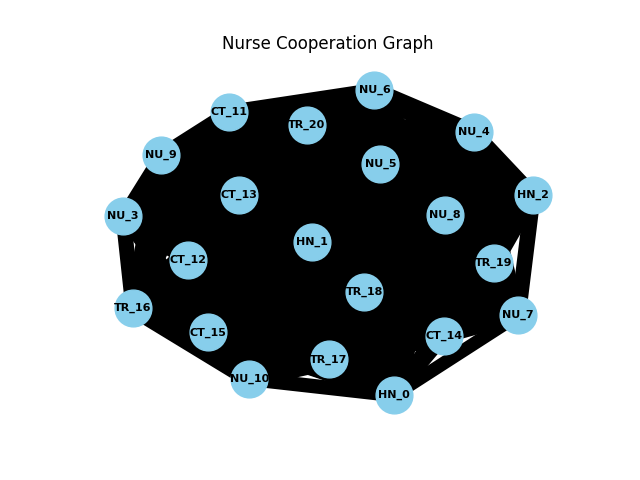 Nurse Cooperation Graph
NU_6
CT_11
TR_20
NU_4
NU_9
NU_5
CT_13
HN_2
NU_3
NU_8
HN_1
CT_12
TR_19
TR_18
TR_16
NU_7
CT_15
CT_14
TR_17
NU_10
HN_0